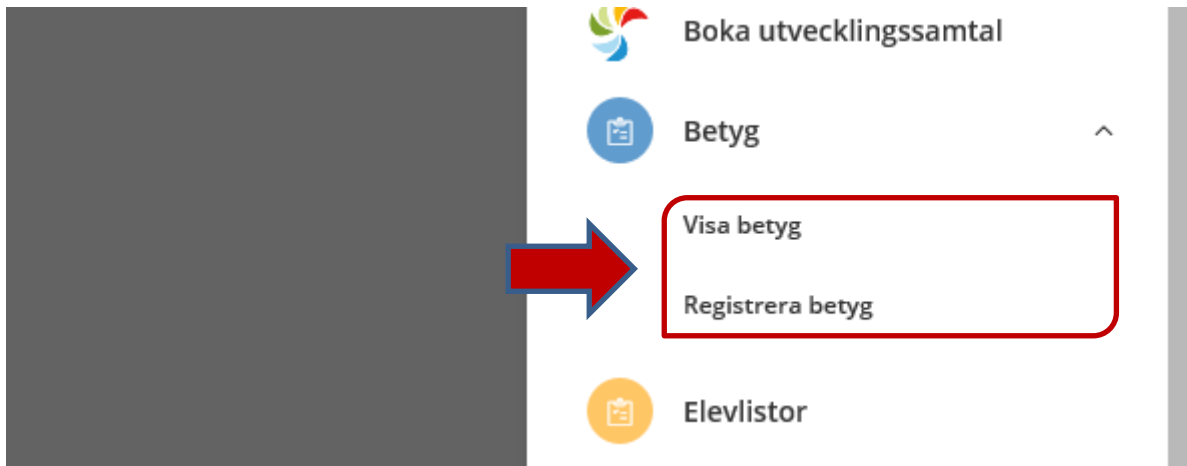 Boka utvecklingssamtal
Betyg
Visa betyg
Registrera betyg
Elevlistor